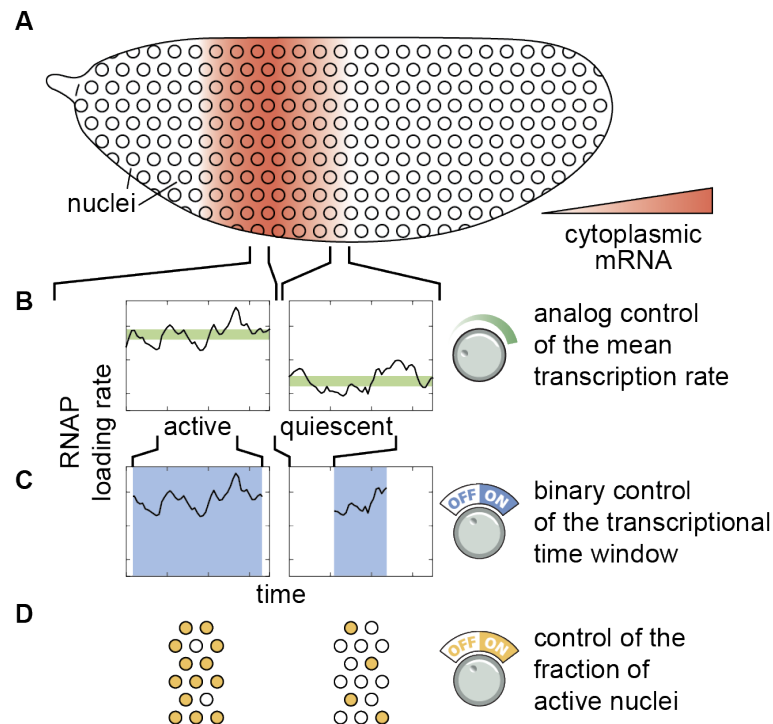 A
nuclei
cytoplasmic
mRNA
B
RNAP
loading rate
analog control
of the mean
transcription rate
active
quiescent
C
OFF ON
binary control
of the transcriptional
time window
time
D
OFF ON
control of the
fraction of
active nuclei